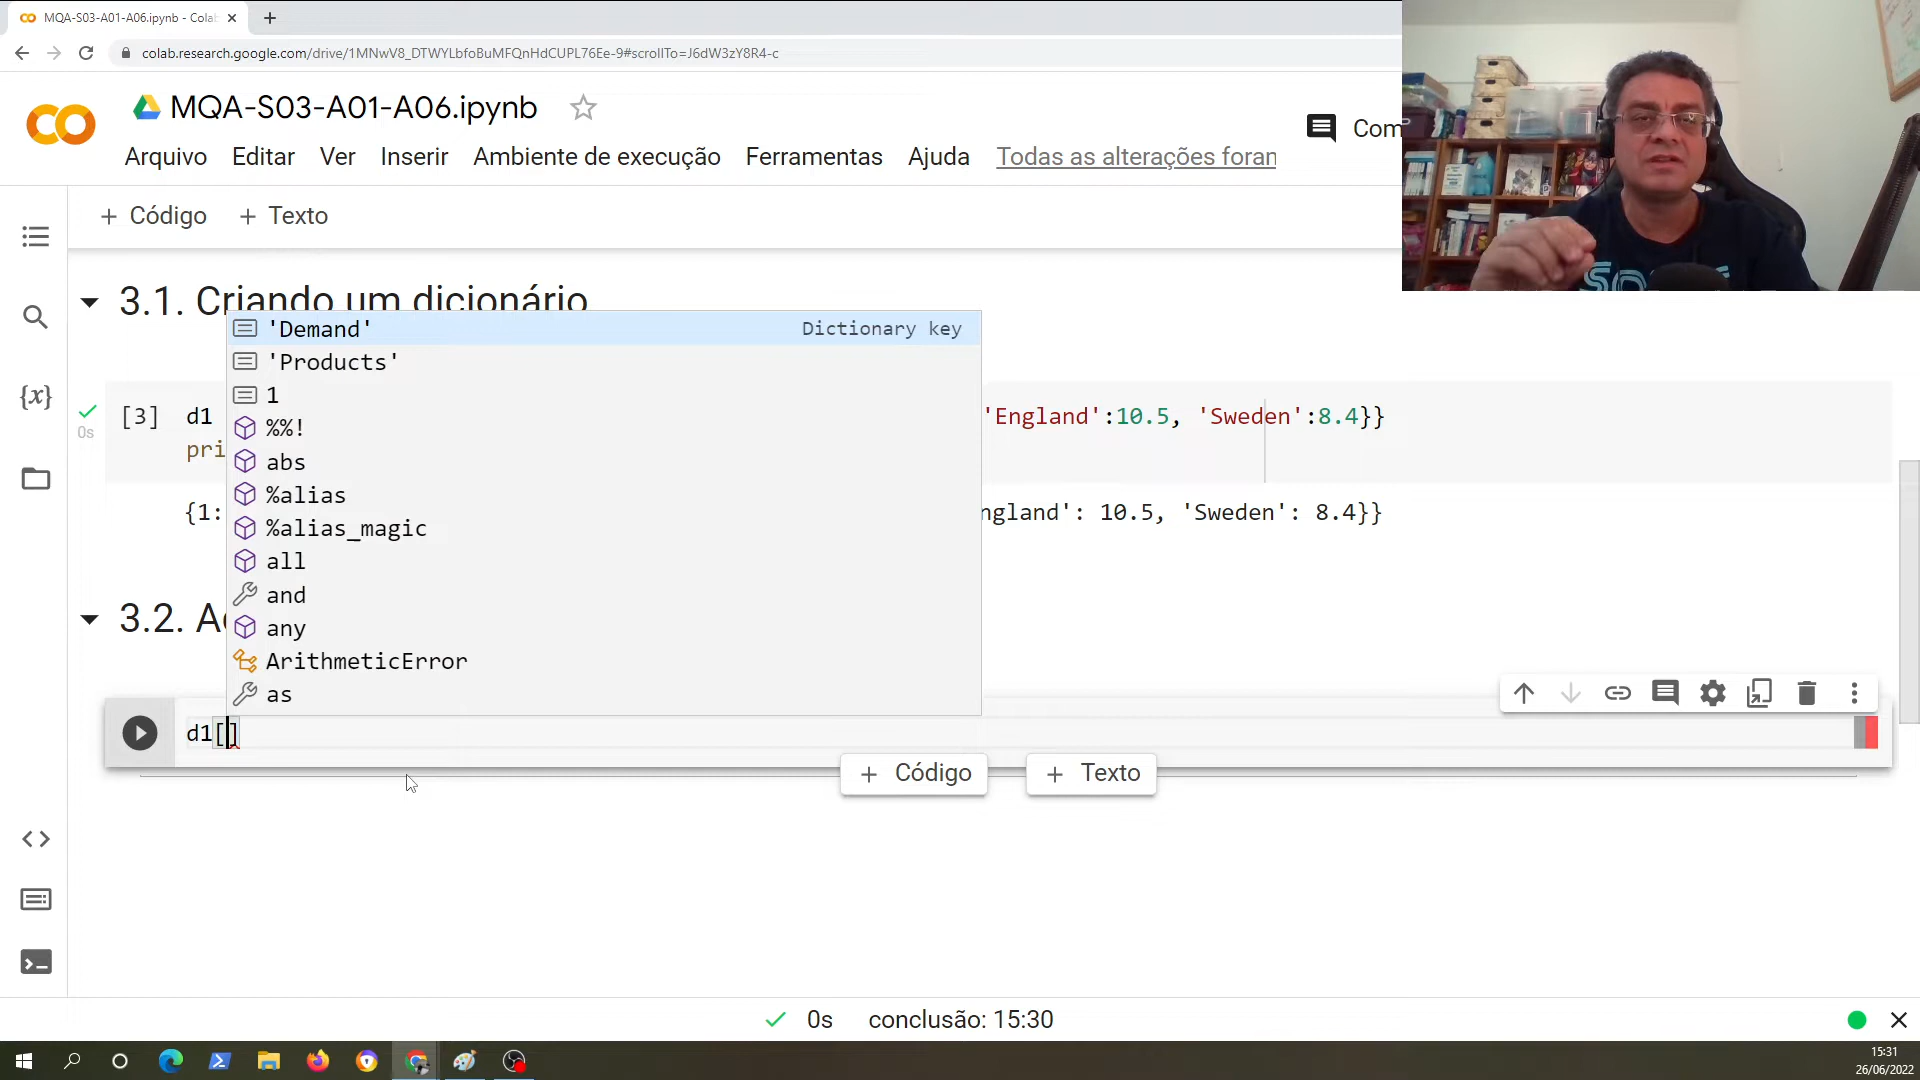 MQA-S03-A01-A06.ipynb - Colab
colab.research.google.com/drive/1MNwV8_DTWYLbfoBuMFQnHdCUPL76Ee-9#scrollTo=J6dW3zY8R4-c
MQA-S03-A01-A06.ipynb
Com
Arquivo Editar Ver Inserir Ambiente de execução Ferramentas Ajuda Todas as alterações foran
+ Código + Texto
3.1. Criando um dicionário
'Demand' Dictionary key
'Products'
1
%%!
abs
%alias
%alias_magic
all
and
any
ArithmeticError
as
[3] d1 'England':10.5, 'Sweden':8.4}}
pri
0s
{1: ngland': 10.5, 'Sweden': 8.4}}
3.2. Ac
d1[]
+ Código + Texto
0s conclusão: 15:30
15:31
26/06/2022